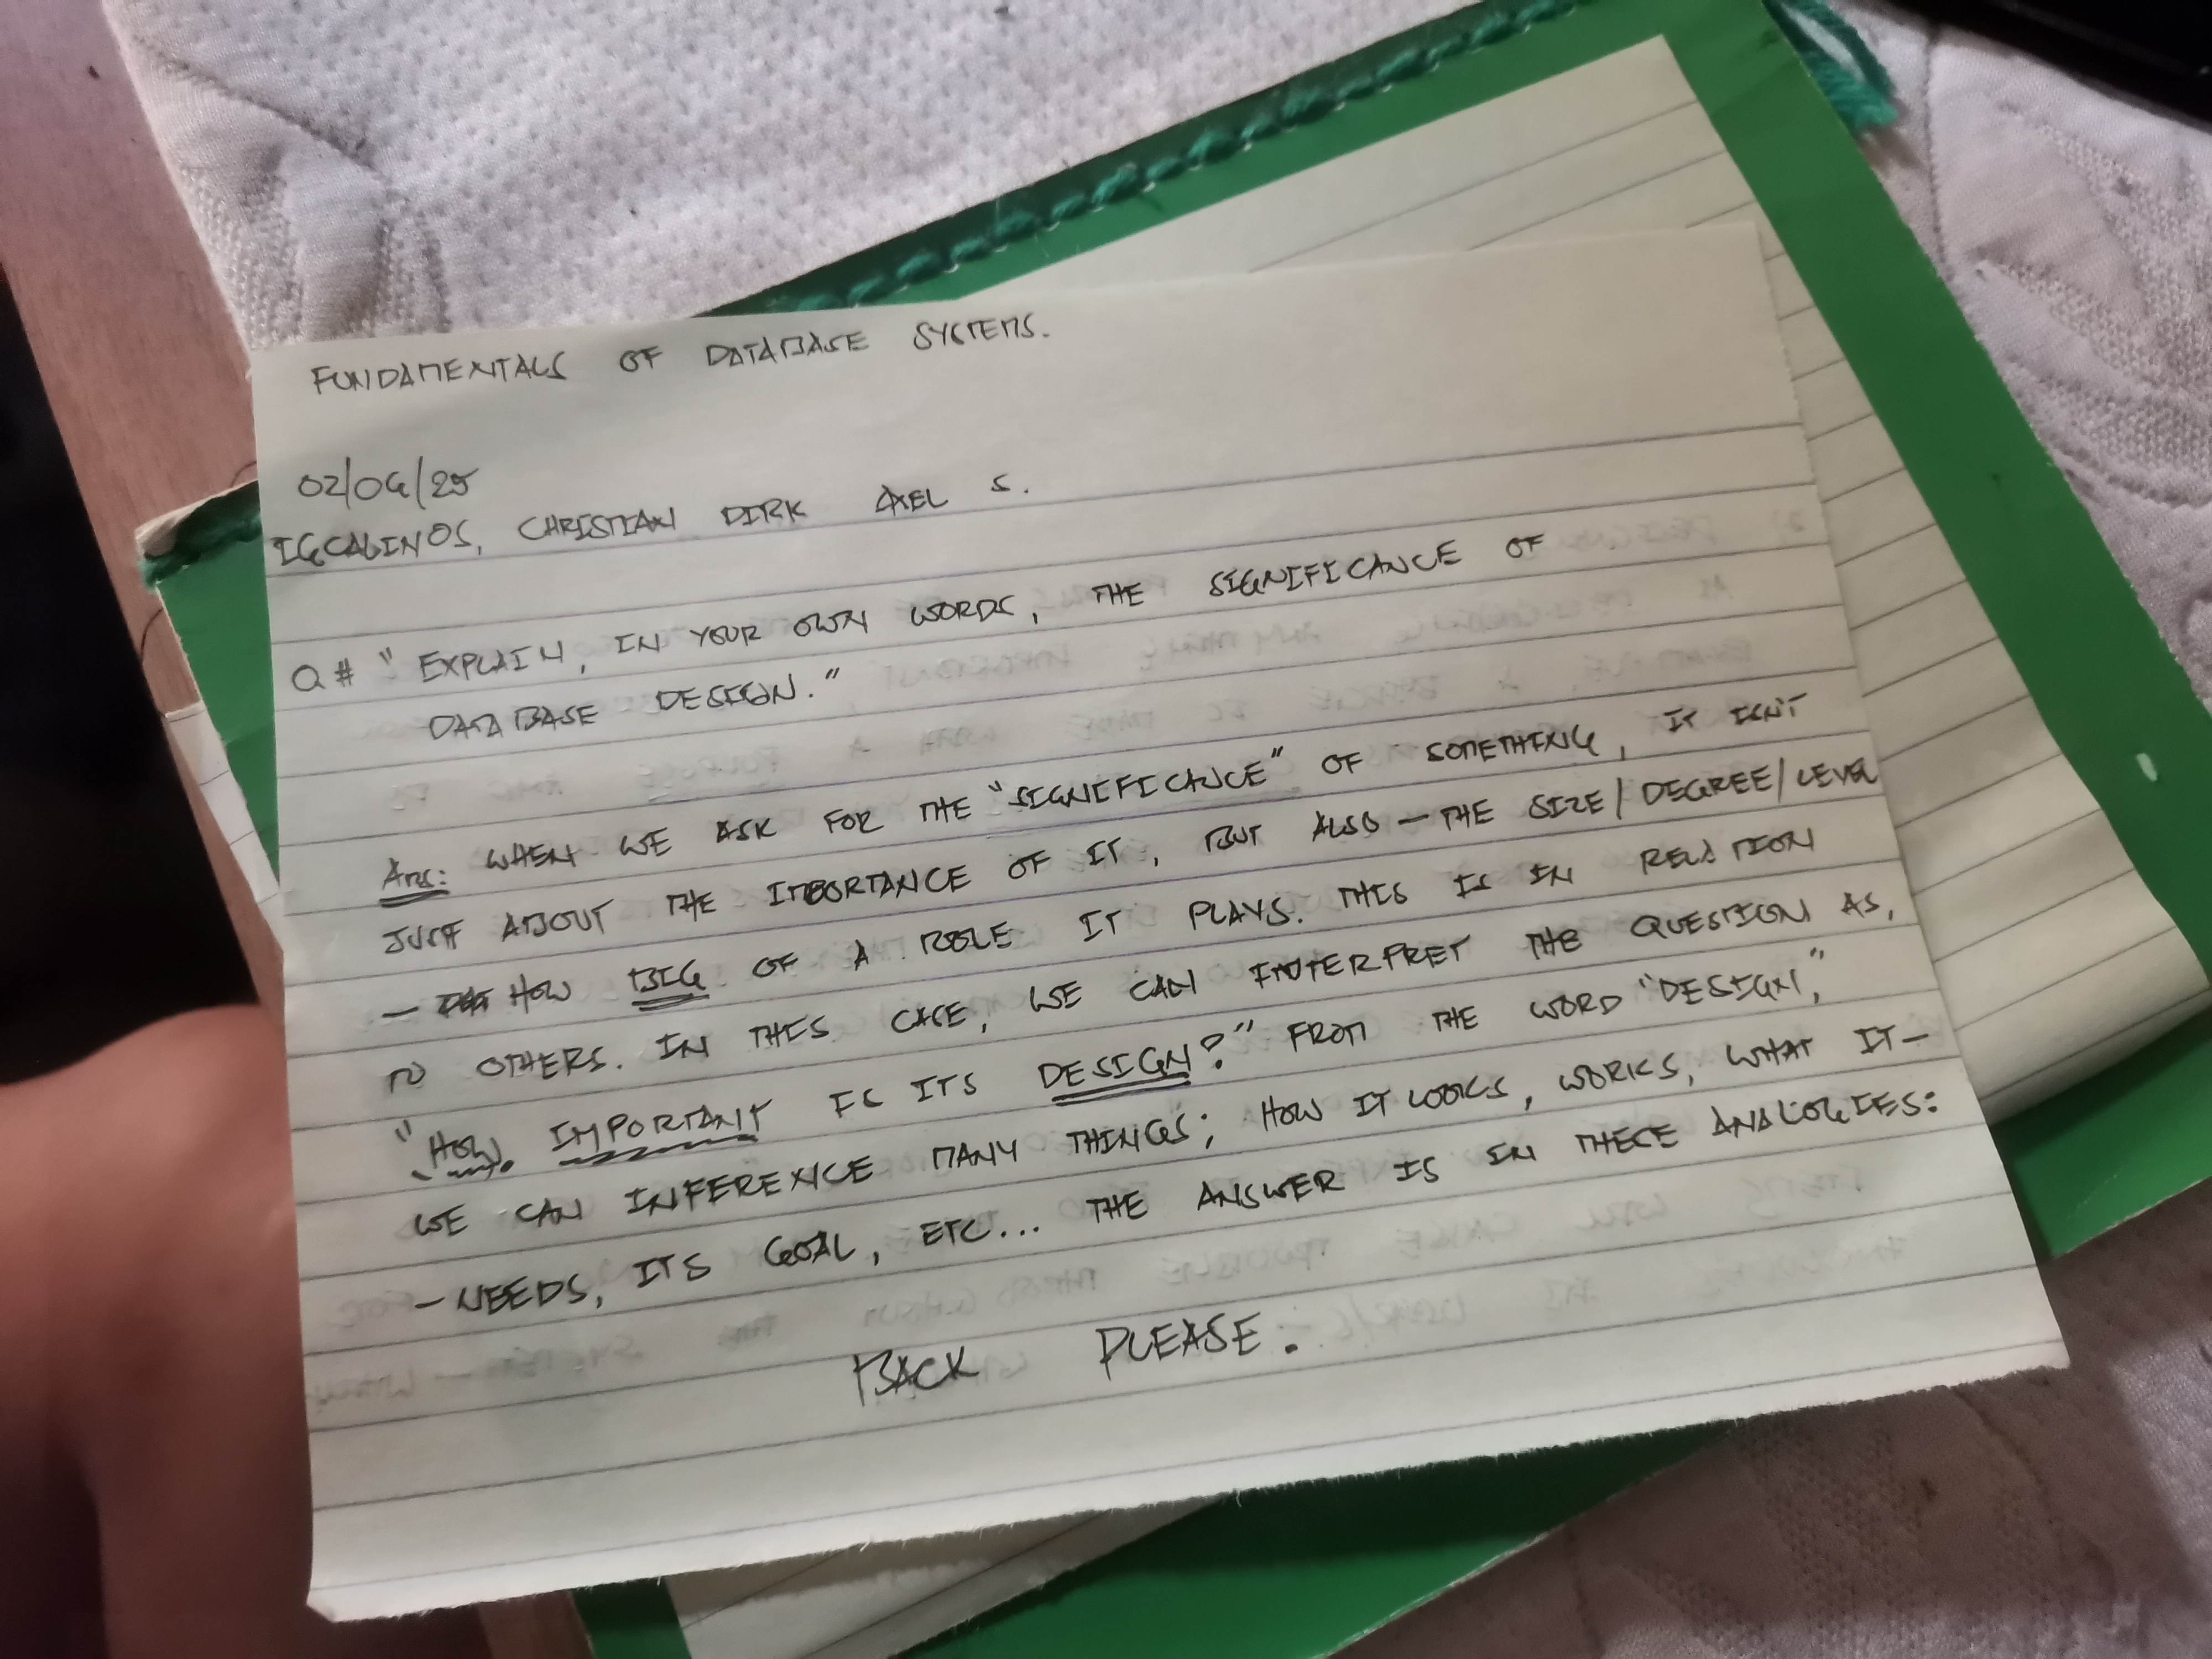 FUNDAMENTALS OF DATABASE SYSTEMS.
02/06/25
IGCALINOS, CHRISTIAN DIRK AXEL S.
Q # "EXPLAIN, IN YOUR OWN WORDS, THE SIGNIFICANCE OF
DATABASE DESIGN."
Ans: WHEN WE ASK FOR THE "SIGNIFICANCE" OF SOMETHING, IT ISN'T
JUST ABOUT THE IMPORTANCE OF IT, BUT ALSO — THE SIZE/DEGREE/LEVEL
— HOW BIG OF A ROLE IT PLAYS. THIS IS IN RELATION
TO OTHERS. IN THIS CASE, WE CAN INTERPRET THE QUESTION AS,
"HOW IMPORTANT IS ITS DESIGN?" FROM THE WORD "DESIGN,"
WE CAN INFERENCE MANY THINGS; HOW IT LOOKS, WORKS, WHAT IT—
— NEEDS, ITS GOAL, ETC... THE ANSWER IS IN THESE ANALOGIES:
BACK PLEASE.